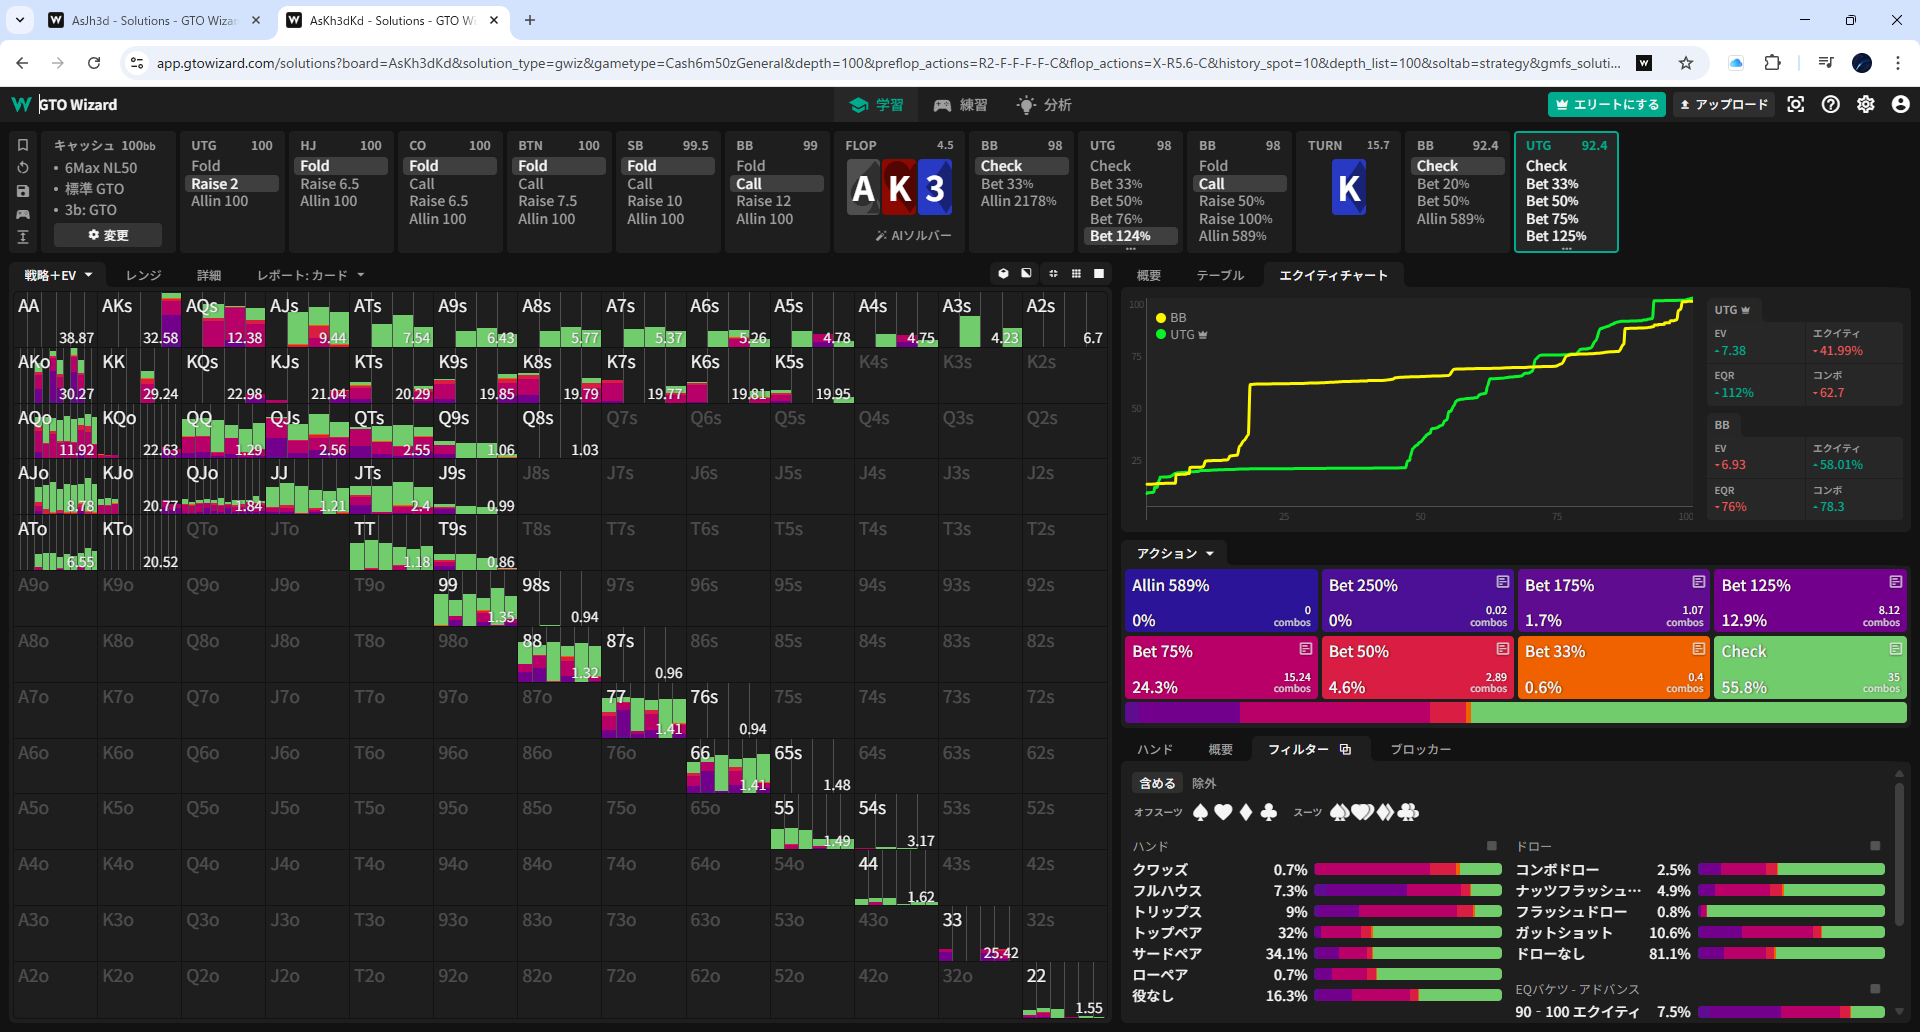 AsJh3d - Solutions - GTO Wizar
AsKh3dKd - Solutions - GTO W
app.gtowizard.com/solutions?board=AsKh3dKd&solution_type=gwiz&gametype=Cash6m50zGeneral&depth=100&preflop_actions=R2-F-F-F-F-C&flop_actions=X-R5.6-C&history_spot=10&depth_list=100&soltab=strategy&gmfs_soluti...
GTO Wizard
学習 練習 分析
エリートにする アップロード
キャッシュ 100bb
・6Max NL50
・標準 GTO
・3b: GTO
変更
UTG 100
Fold
Raise 2
Allin 100
HJ 100
Fold
Raise 6.5
Allin 100
CO 100
Fold
Call
Raise 6.5
Allin 100
BTN 100
Fold
Call
Raise 7.5
Allin 100
SB 99.5
Fold
Call
Raise 10
Allin 100
BB 99
Fold
Call
Raise 12
Allin 100
FLOP 4.5
A K 3
AIソルバー
BB 98
Check
Bet 33%
Allin 2178%
UTG 98
Check
Bet 33%
Bet 50%
Bet 76%
Bet 124%
BB 98
Fold
Call
Raise 50%
Raise 100%
Allin 589%
TURN 15.7
K
BB 92.4
Check
Bet 20%
Bet 50%
Allin 589%
UTG 92.4
Check
Bet 33%
Bet 50%
Bet 75%
Bet 125%
戦略＋EV レンジ 詳細 レポート: カード
AA AKs AQs AJs ATs A9s A8s A7s A6s A5s A4s A3s A2s
38.87 32.58 12.38 9.44 7.54 6.43 5.77 5.37 5.26 4.78 4.75 4.23 6.7
AKo KK KQs KJs KTs K9s K8s K7s K6s K5s K4s K3s K2s
30.27 29.24 22.98 21.04 20.29 19.85 19.79 19.77 19.81 19.95
AQo KQo QQ QJs QTs Q9s Q8s Q7s Q6s Q5s Q4s Q3s Q2s
11.92 22.63 1.29 2.56 2.55 1.06 1.03
AJo KJo QJo JJ JTs J9s J8s J7s J6s J5s J4s J3s J2s
8.78 20.77 1.84 1.21 2.4 0.99
ATo KTo QTo JTo TT T9s T8s T7s T6s T5s T4s T3s T2s
6.55 20.52 1.18 0.86
A9o K9o Q9o J9o T9o 99 98s 97s 96s 95s 94s 93s 92s
1.35 0.94
A8o K8o Q8o J8o T8o 98o 88 87s 86s 85s 84s 83s 82s
1.32 0.96
A7o K7o Q7o J7o T7o 97o 87o 77 76s 75s 74s 73s 72s
1.41 0.94
A6o K6o Q6o J6o T6o 96o 86o 76o 66 65s 64s 63s 62s
1.41 1.48
A5o K5o Q5o J5o T5o 95o 85o 75o 65o 55 54s 53s 52s
1.49 3.17
A4o K4o Q4o J4o T4o 94o 84o 74o 64o 54o 44 43s 42s
1.62
A3o K3o Q3o J3o T3o 93o 83o 73o 63o 53o 43o 33 32s
25.42
A2o K2o Q2o J2o T2o 92o 82o 72o 62o 52o 42o 32o 22
1.55
概要 テーブル エクイティチャート
100
75
50
25
BB
UTG
25 50 75 100
UTG
EV エクイティ
-7.38 -41.99%
EQR コンボ
-112% -62.7
BB
EV エクイティ
-6.93 -58.01%
EQR コンボ
-76% -78.3
アクション
Allin 589% Bet 250% Bet 175% Bet 125%
0% 0 combos 0% 0.02 combos 1.7% 1.07 combos 12.9% 8.12 combos
Bet 75% Bet 50% Bet 33% Check
24.3% 15.24 combos 4.6% 2.89 combos 0.6% 0.4 combos 55.8% 35 combos
ハンド 概要 フィルター ブロッカー
含める 除外
オフスーツ スーツ
ハンド
クワッズ 0.7%
フルハウス 7.3%
トリップス 9%
トップペア 32%
サードペア 34.1%
ローペア 0.7%
役なし 16.3%
ドロー
コンボドロー 2.5%
ナッツフラッシュ… 4.9%
フラッシュドロー 0.8%
ガットショット 10.6%
ドローなし 81.1%
EQバケツ - アドバンス
90 - 100 エクイティ 7.5%